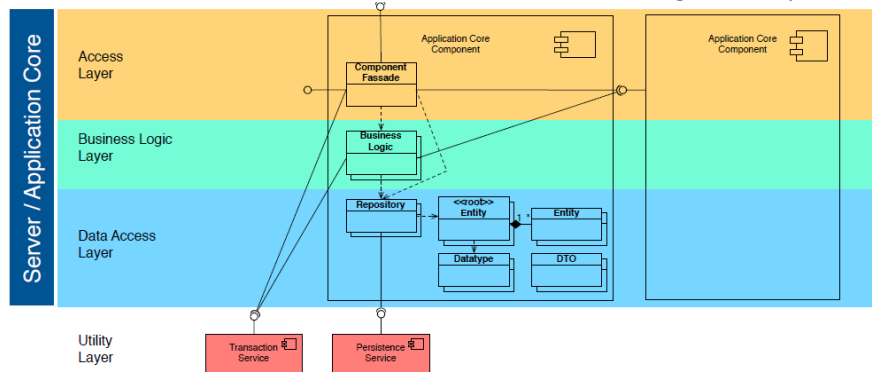 Server / Application Core
Access
Layer
Application Core
Component
Application Core
Component
Component
Fassade
Business Logic
Layer
Business
Logic
Data Access
Layer
Repository
<<root>>
Entity
1 *
Entity
Datatype
DTO
Utility
Layer
Transaction
Service
Persistence
Service